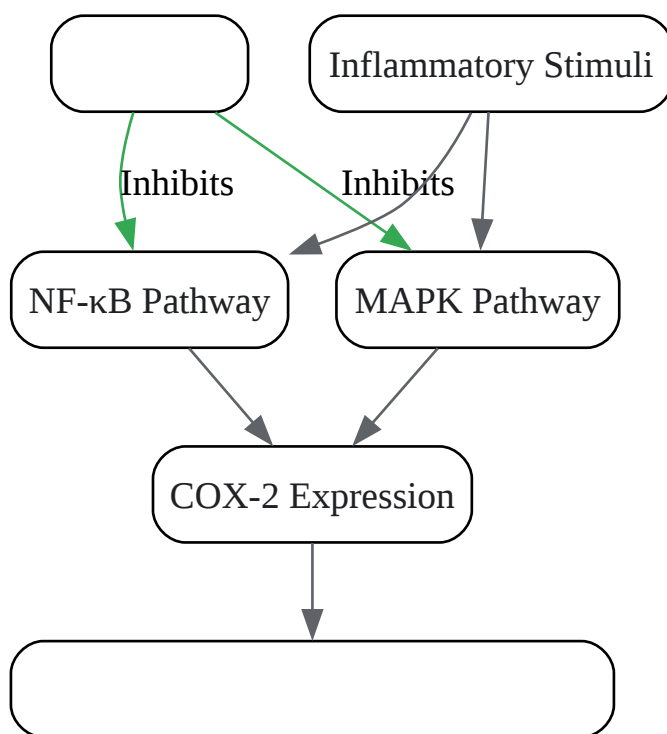 Inflammatory Stimuli
Inhibits
Inhibits
NF-κB Pathway
MAPK Pathway
COX-2 Expression